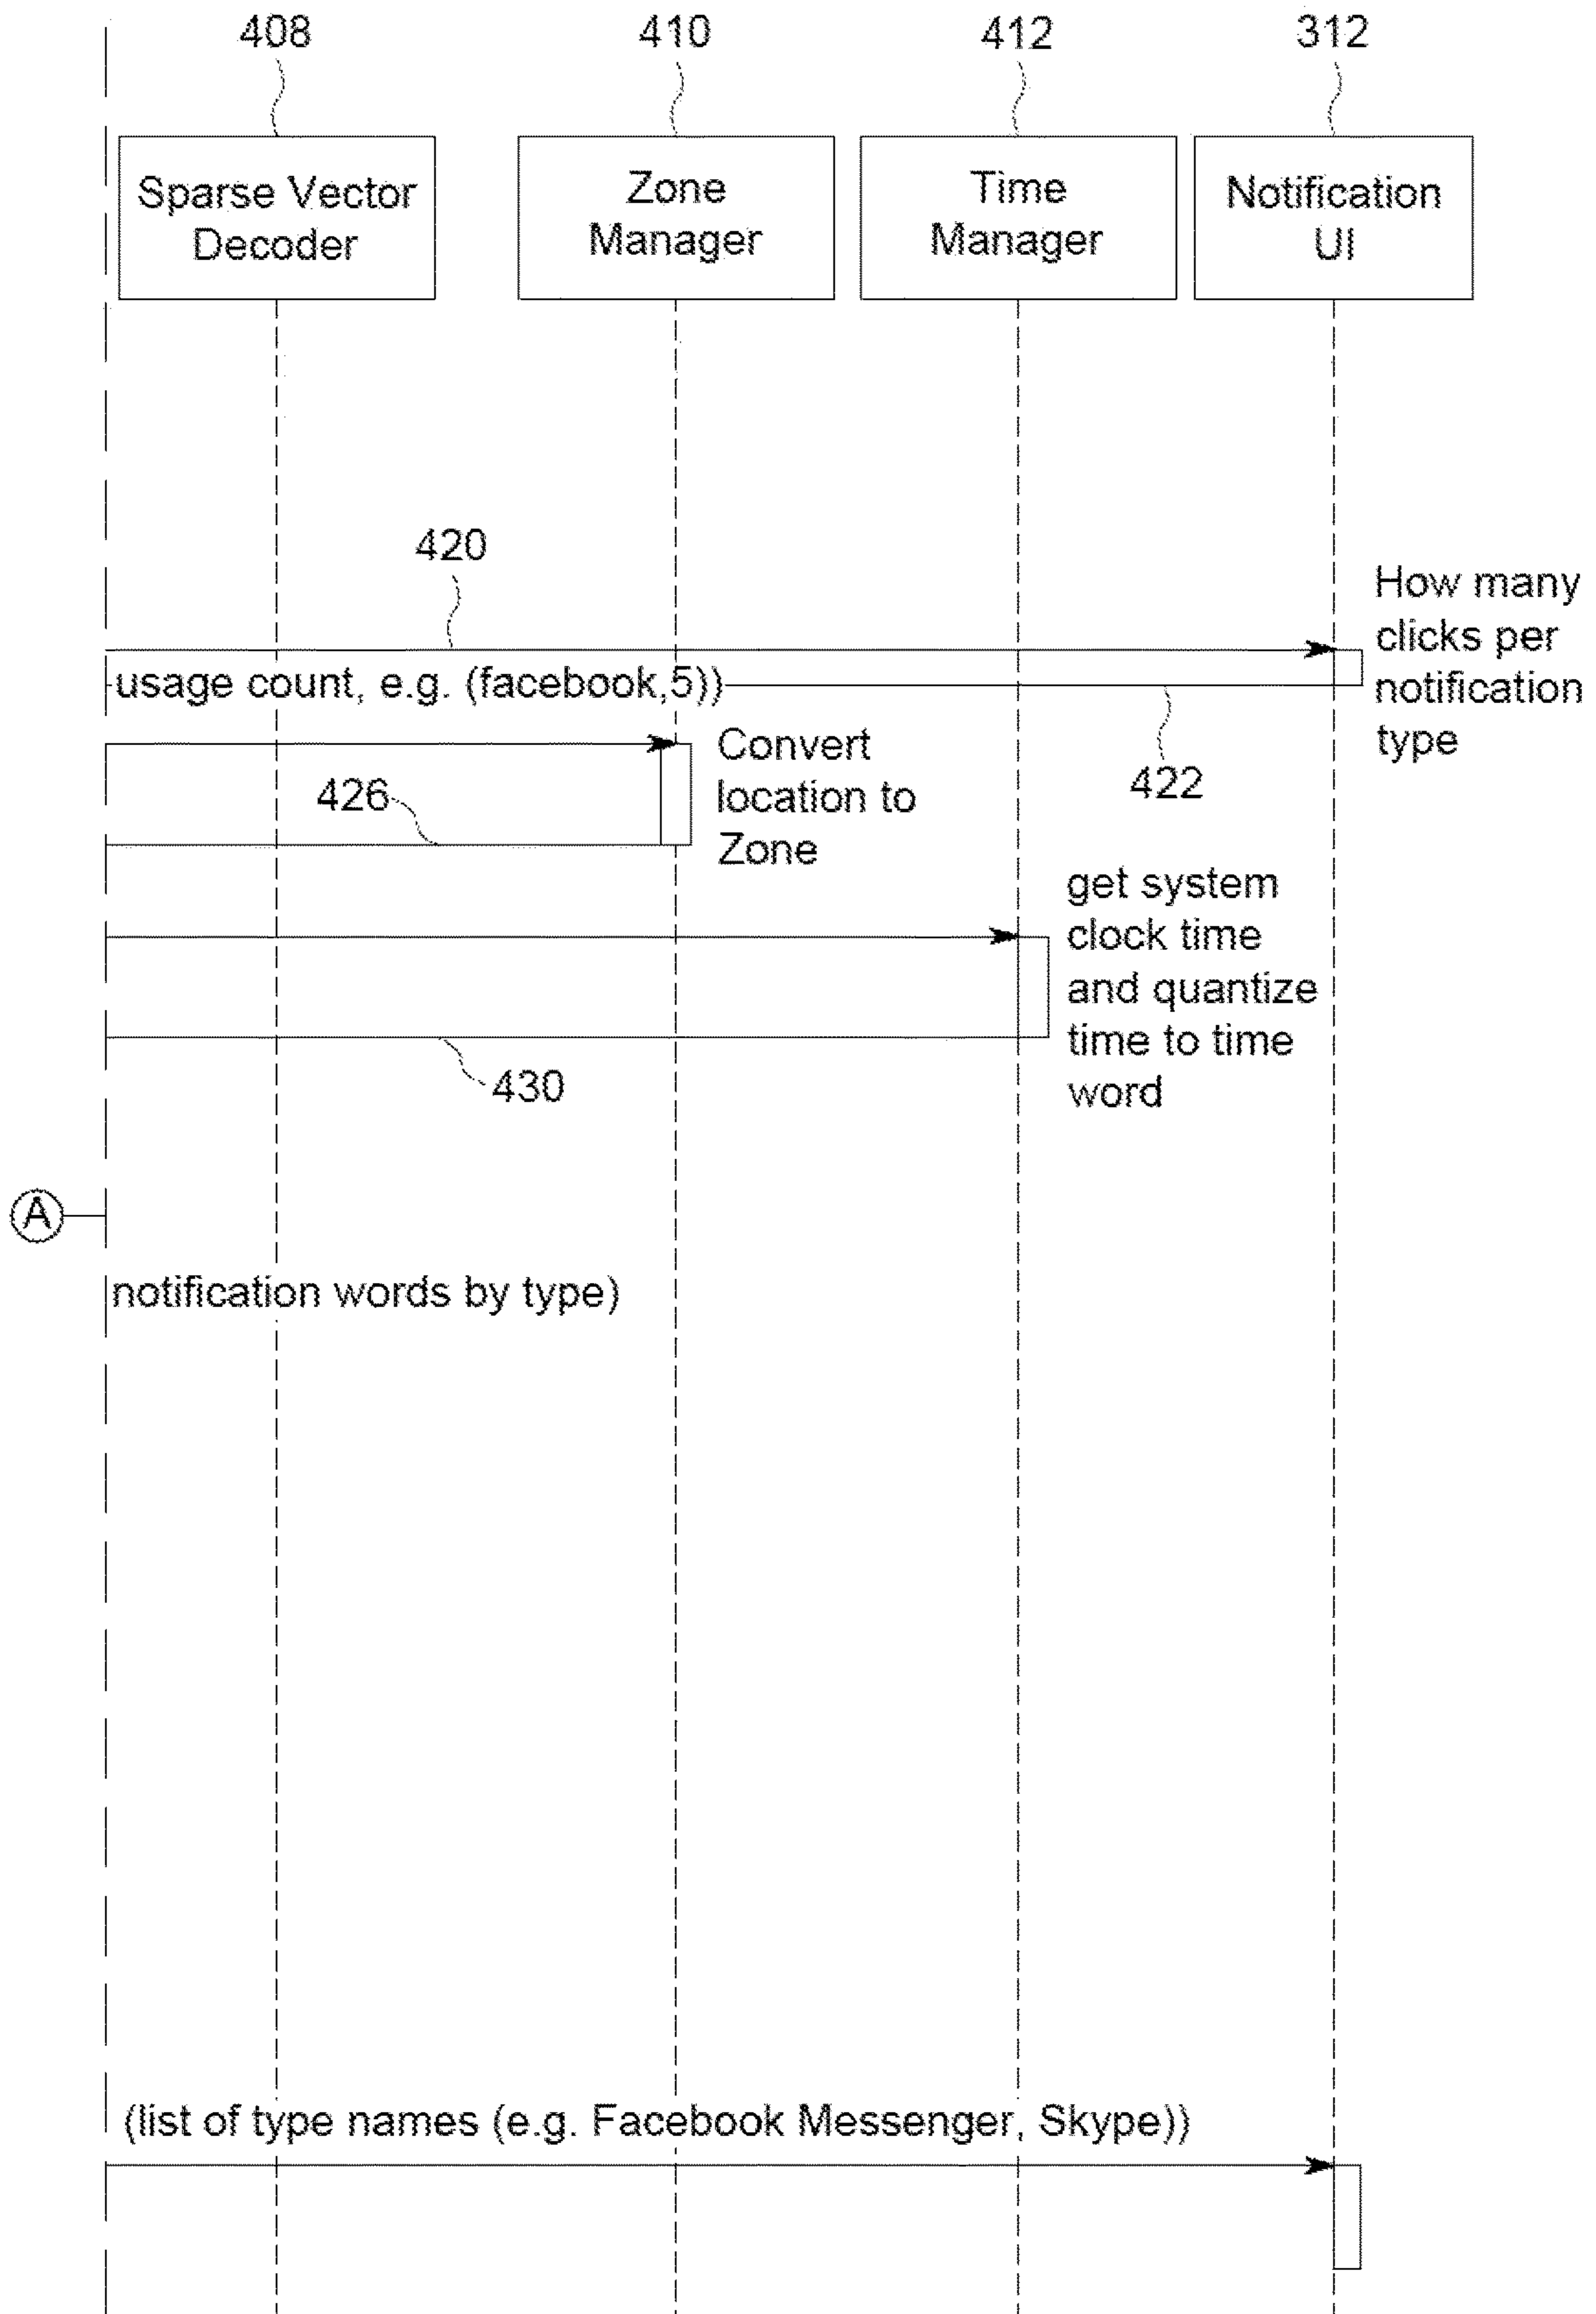 408
410
412
312
Sparse Vector
Decoder
Zone
Manager
Time
Manager
Notification
UI
420
How many
clicks per
notification
type
usage count, e.g. (facebook,5))
422
Convert
location to
Zone
426
get system
clock time
and quantize
time to time
word
430
A
notification words by type)
(list of type names (e.g. Facebook Messenger, Skype))